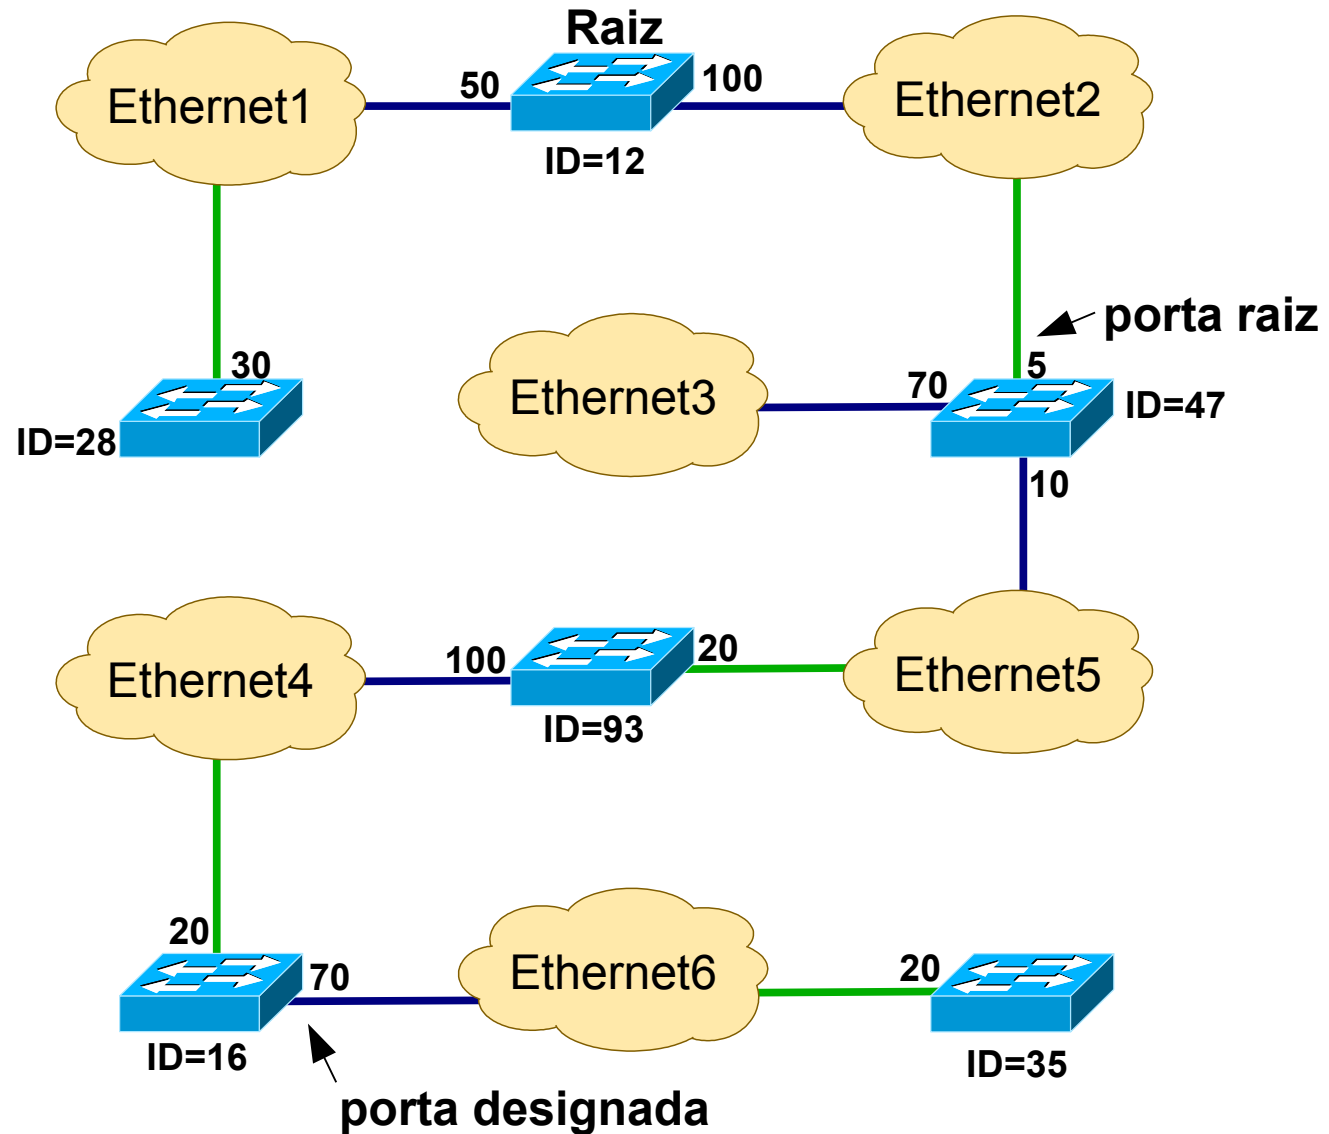 Raiz
Ethernet1
50
100
Ethernet2
ID=12
porta raiz
30
5
Ethernet3
70
ID=47
ID=28
10
Ethernet4
100
20
Ethernet5
ID=93
20
70
Ethernet6
20
ID=16
ID=35
porta designada